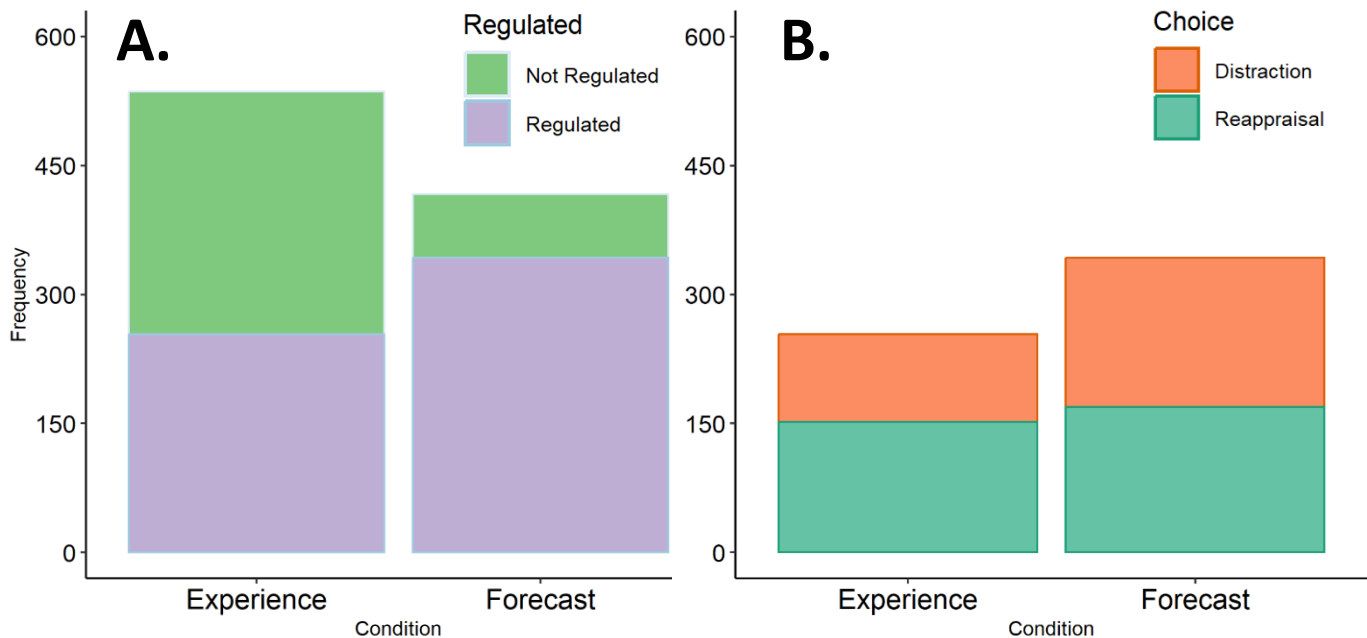 A.
Regulated
Not Regulated
Regulated
600
450
300
150
0
Frequency
Experience Forecast
Condition
B.
Choice
Distraction
Reappraisal
600
450
300
150
0
Experience Forecast
Condition